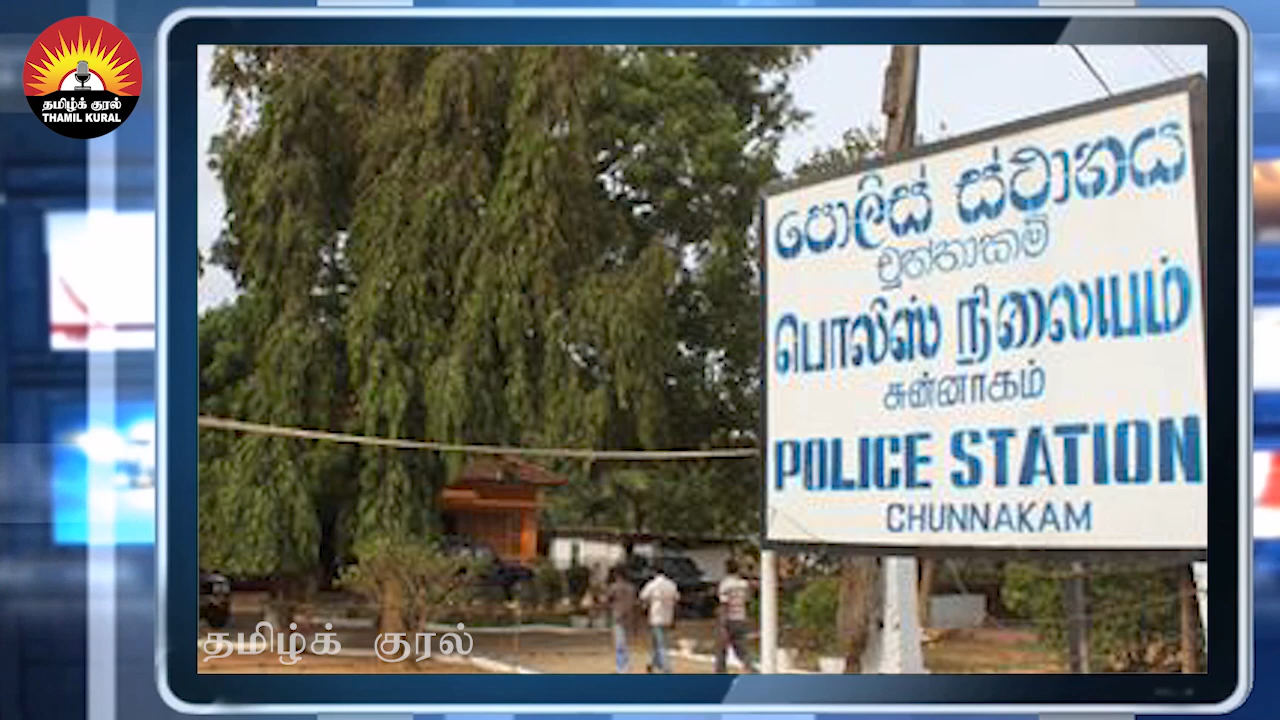 தமிழ்க் குரல்
THAMIL KURAL
පොලිස් ස්ථානය
චුන්නාකම්
பொலிஸ் நிலையம்
சுன்னாகம்
POLICE STATION
CHUNNAKAM
தமிழ்க் குரல்